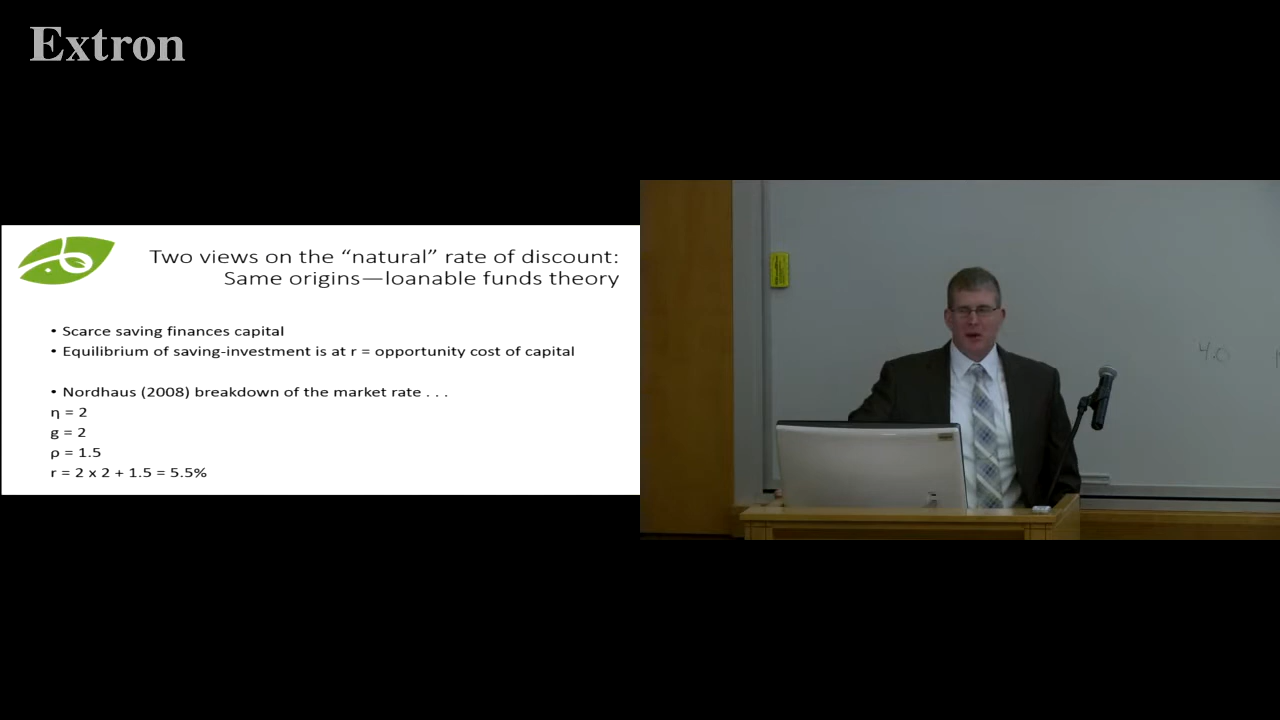 Extron
Two views on the “natural” rate of discount:
Same origins—loanable funds theory
• Scarce saving finances capital
• Equilibrium of saving-investment is at r = opportunity cost of capital
• Nordhaus (2008) breakdown of the market rate . . .
η = 2
g = 2
ρ = 1.5
r = 2 x 2 + 1.5 = 5.5%
4.0